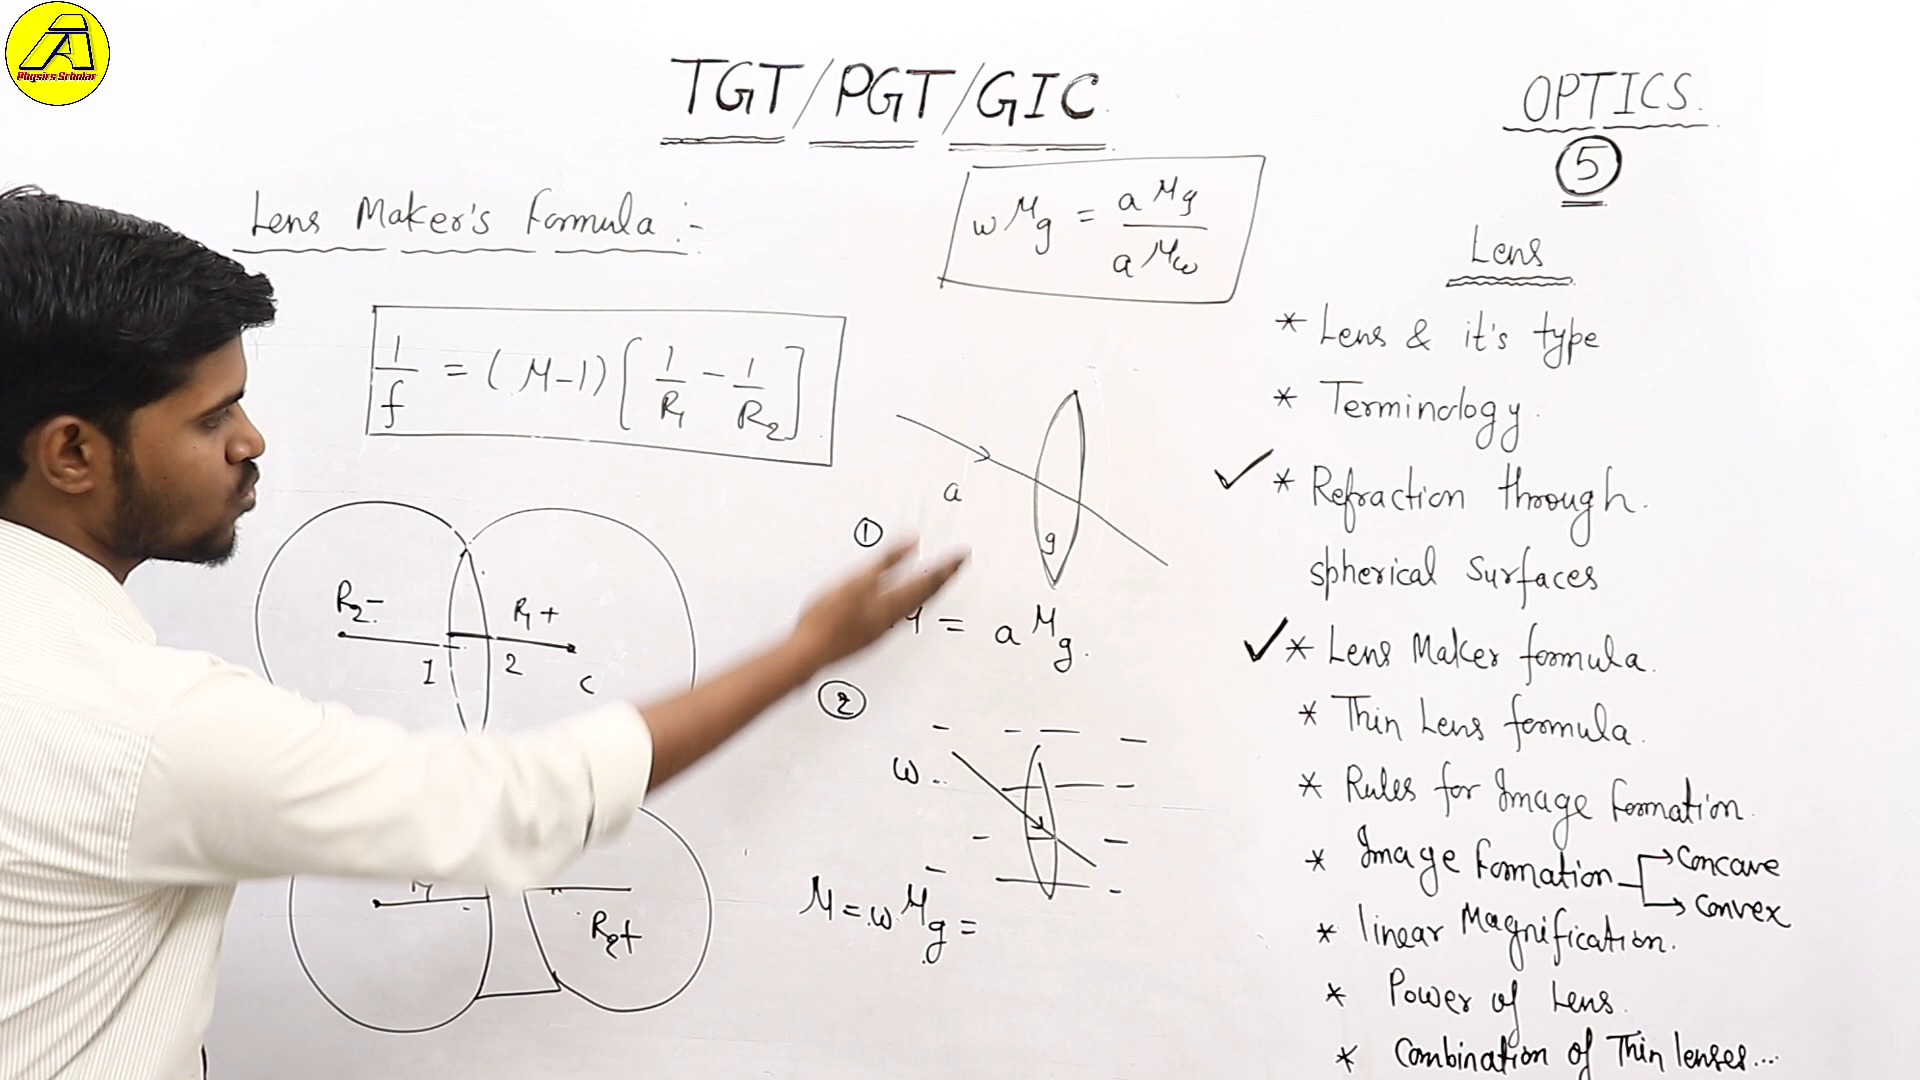 A
Physics Scholar
TGT/PGT/GIC
OPTICS.
5
Lens Maker's Formula :-
wμg = aμg / aμw
Lens
1/f = (μ-1) [1/R1 - 1/R2]
* Lens & it's type
* Terminology.
✓ * Refraction through.
spherical Surfaces
✓ * Lens Maker formula.
* Thin Lens formula.
* Rules for Image formation.
* Image formation → Concave
→ Convex
* linear Magnification.
* Power of Lens.
* Combination of Thin lenses...
a
g
①
μ = aμg.
②
w
μ = wμg =
R2-
R1+
1
2
C
R2+